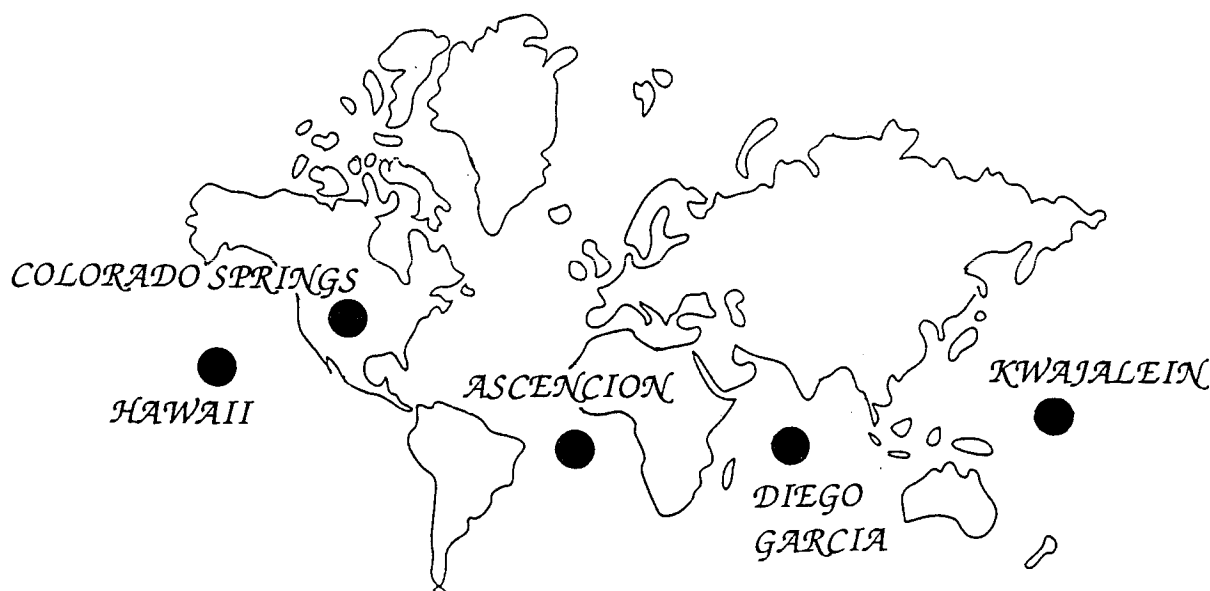 COLORADO SPRINGS
HAWAII
ASCENCION
KWAJALEIN
DIEGO
GARCIA